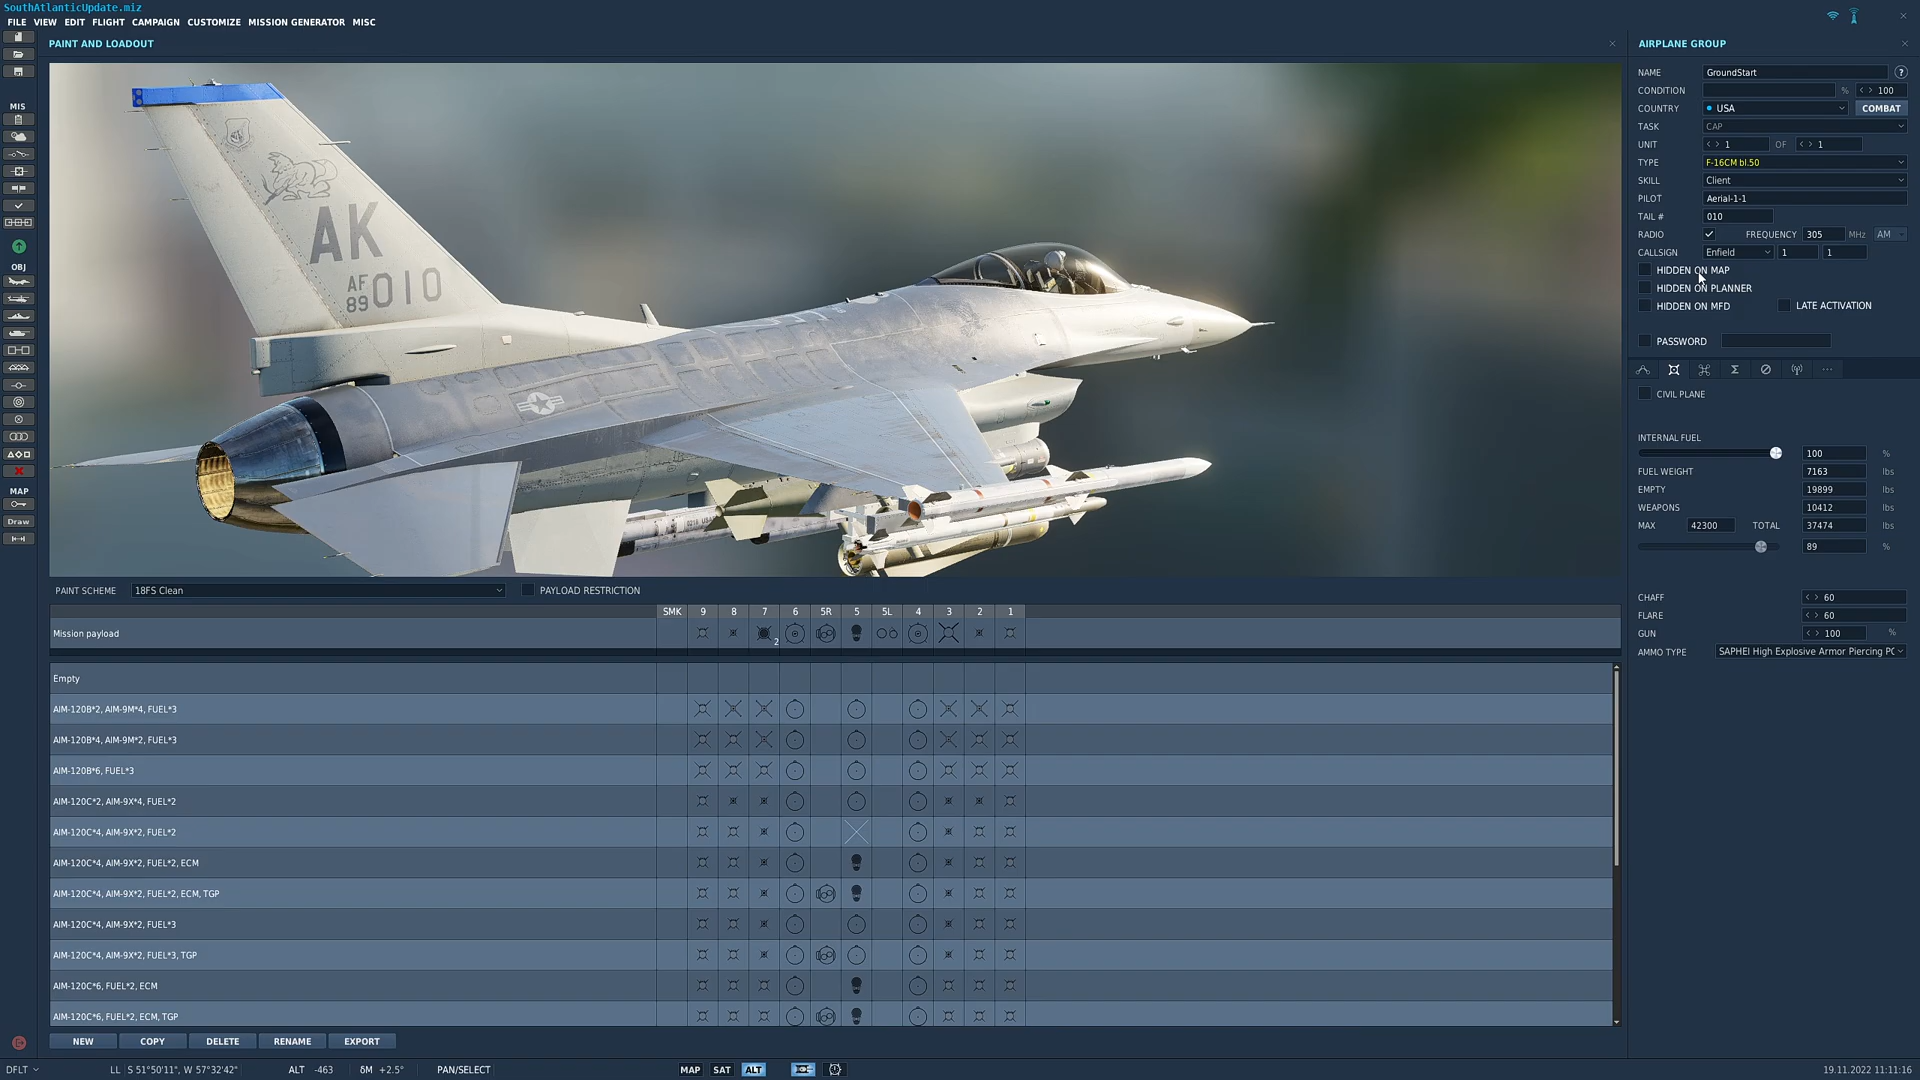 SouthAtlanticUpdate.miz
FILE VIEW EDIT FLIGHT CAMPAIGN CUSTOMIZE MISSION GENERATOR MISC
PAINT AND LOADOUT
AIRPLANE GROUP
NAME GroundStart ?
CONDITION % 100
COUNTRY USA COMBAT
TASK CAP
UNIT 1 OF 1
TYPE F-16CM bl.50
SKILL Client
PILOT Aerial-1-1
TAIL # 010
RADIO FREQUENCY 305 MHz AM
CALLSIGN Enfield 1 1
HIDDEN ON MAP
HIDDEN ON PLANNER
HIDDEN ON MFD LATE ACTIVATION
PASSWORD
CIVIL PLANE
INTERNAL FUEL
100 %
FUEL WEIGHT 7163 lbs
EMPTY 19899 lbs
WEAPONS 10412 lbs
MAX 42300 TOTAL 37474 lbs
89 %
CHAFF 60
FLARE 60
GUN 100 %
AMMO TYPE SAPHEI High Explosive Armor Piercing PG
MIS
OBJ
MAP
Draw
AK
AF
89 010
PAINT SCHEME 18FS Clean PAYLOAD RESTRICTION
SMK 9 8 7 6 5R 5 5L 4 3 2 1
Mission payload 2
Empty
AIM-120B*2, AIM-9M*4, FUEL*3
AIM-120B*4, AIM-9M*2, FUEL*3
AIM-120B*6, FUEL*3
AIM-120C*2, AIM-9X*4, FUEL*2
AIM-120C*4, AIM-9X*2, FUEL*2
AIM-120C*4, AIM-9X*2, FUEL*2, ECM
AIM-120C*4, AIM-9X*2, FUEL*2, ECM, TGP
AIM-120C*4, AIM-9X*2, FUEL*3
AIM-120C*4, AIM-9X*2, FUEL*3, TGP
AIM-120C*6, FUEL*2, ECM
AIM-120C*6, FUEL*2, ECM, TGP
NEW COPY DELETE RENAME EXPORT
DFLT LL S 51°50'11", W 57°32'42" ALT -463 δM +2.5° PAN/SELECT MAP SAT ALT 19.11.2022 11:11:16